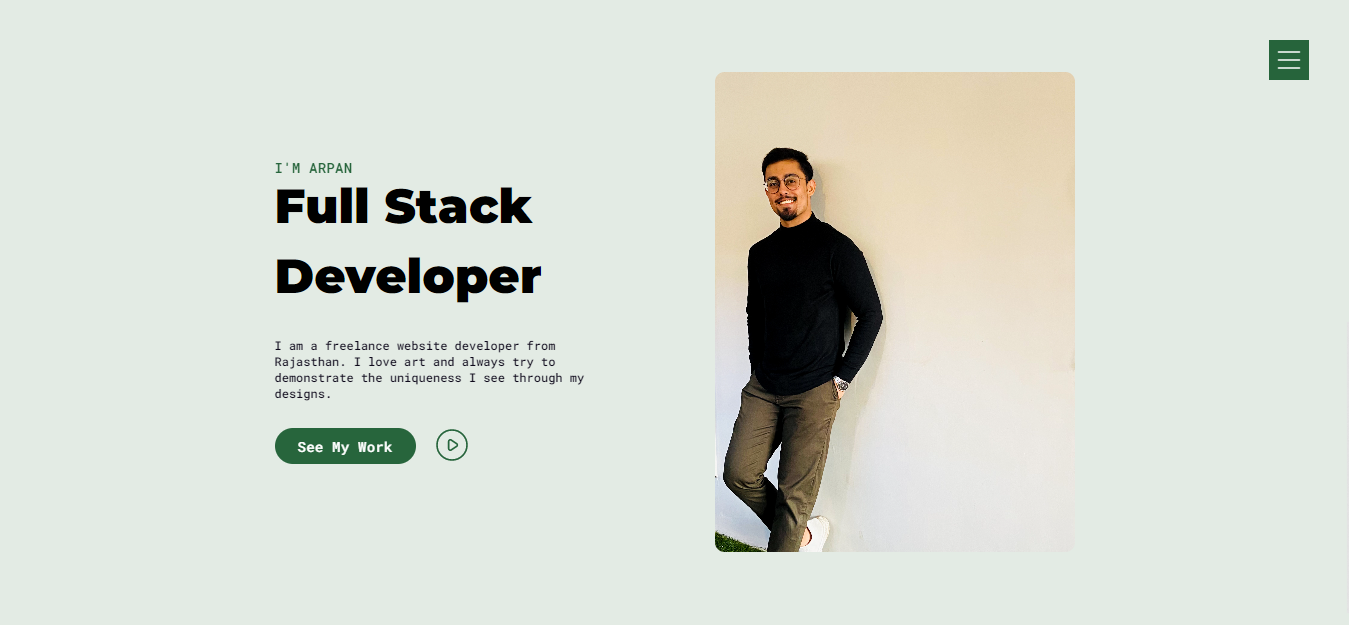 I'M ARPAN
Full Stack
Developer
I am a freelance website developer from
Rajasthan. I love art and always try to
demonstrate the uniqueness I see through my
designs.
See My Work